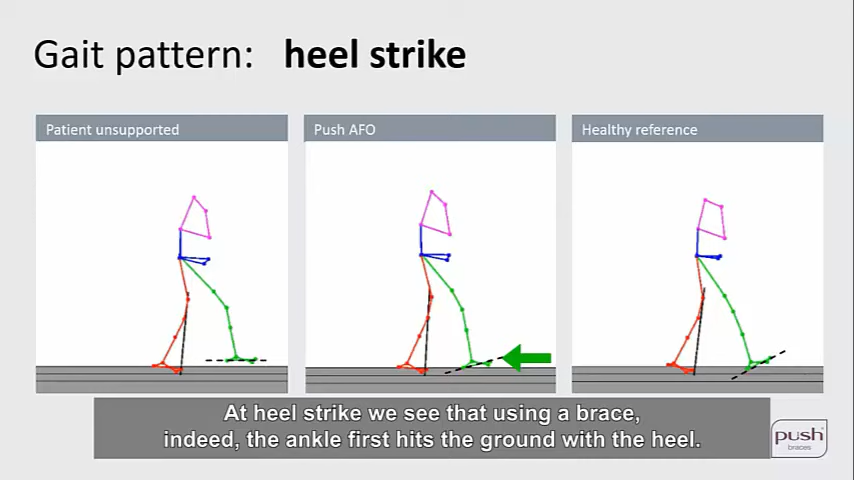 Gait pattern: heel strike
Patient unsupported
Push AFO
Healthy reference
At heel strike we see that using a brace,
indeed, the ankle first hits the ground with the heel.
push
braces